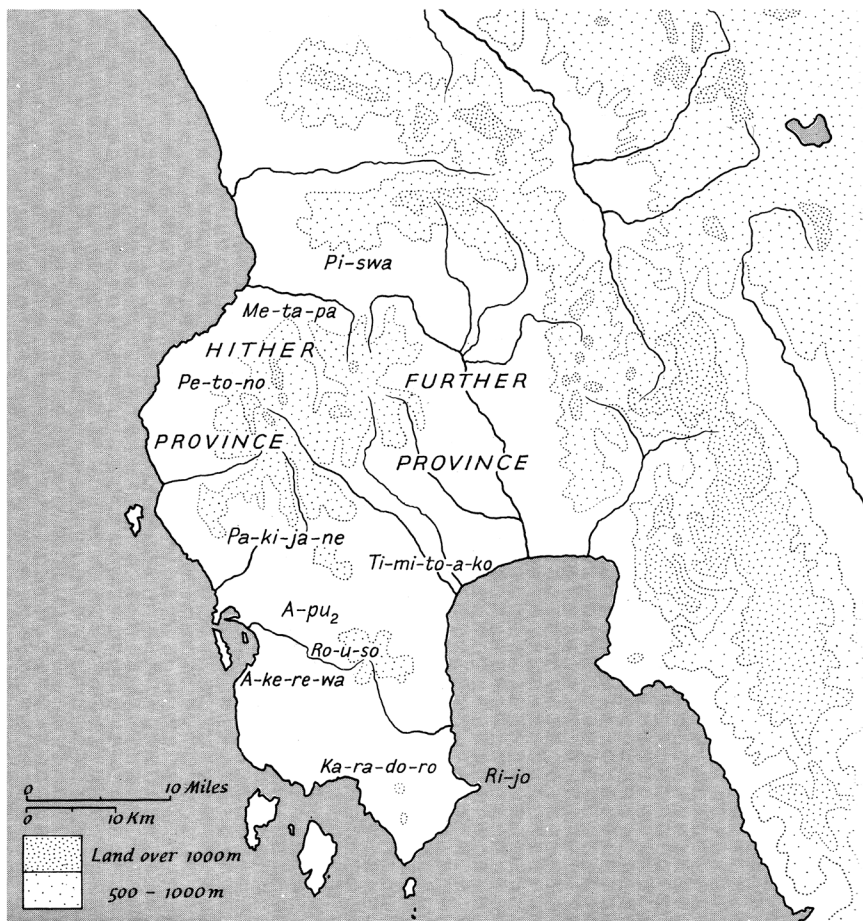 Pi-swa
Me-ta-pa
HITHER
Pe-to-no
FURTHER
PROVINCE
PROVINCE
Pa-ki-ja-ne
Ti-mi-to-a-ko
A-pu₂
Ro-u-so
A-ke-re-wa
Ka-ra-do-ro
Ri-jo
0 10 Miles
0 10 Km
Land over 1000m
500 - 1000m